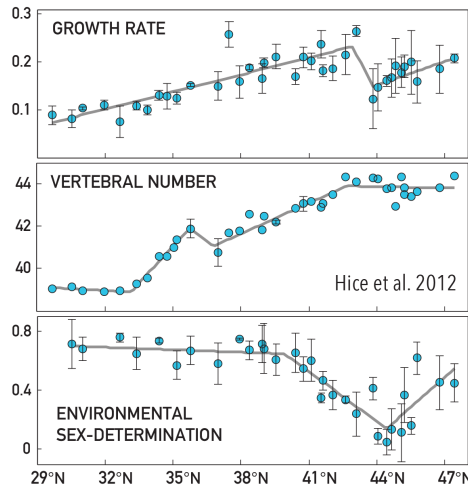 0.3
GROWTH RATE
0.2
0.1
VERTEBRAL NUMBER
44
42
40
Hice et al. 2012
0.8
0.4
ENVIRONMENTAL
SEX-DETERMINATION
0
29°N 32°N 35°N 38°N 41°N 44°N 47°N